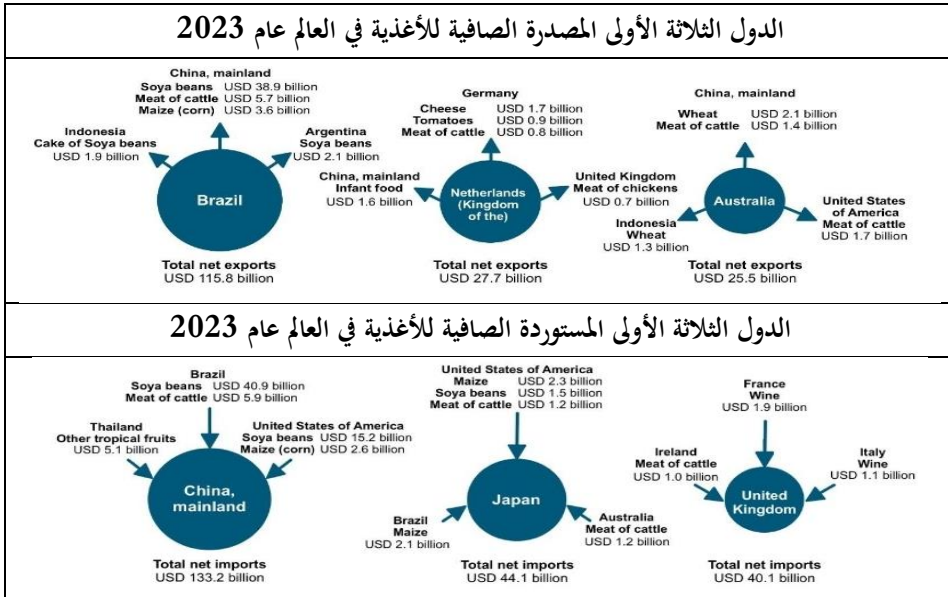 الدول الثلاثة الأولى المصدرة الصافية للأغذية في العالم عام 2023
China, mainland
Soya beans USD 38.9 billion
Meat of cattle USD 5.7 billion
Maize (corn) USD 3.6 billion
Indonesia
Cake of Soya beans
USD 1.9 billion
Argentina
Soya beans
USD 2.1 billion
Brazil
Total net exports
USD 115.8 billion
Germany
Cheese USD 1.7 billion
Tomatoes USD 0.9 billion
Meat of cattle USD 0.8 billion
China, mainland
Infant food
USD 1.6 billion
United Kingdom
Meat of chickens
USD 0.7 billion
Netherlands
(Kingdom
of the)
Total net exports
USD 27.7 billion
China, mainland
Wheat USD 2.1 billion
Meat of cattle USD 1.4 billion
Australia
Indonesia
Wheat
USD 1.3 billion
United States
of America
Meat of cattle
USD 1.7 billion
Total net exports
USD 25.5 billion
الدول الثلاثة الأولى المستوردة الصافية للأغذية في العالم عام 2023
Brazil
Soya beans USD 40.9 billion
Meat of cattle USD 5.9 billion
Thailand
Other tropical fruits
USD 5.1 billion
United States of America
Soya beans USD 15.2 billion
Maize (corn) USD 2.6 billion
China,
mainland
Total net imports
USD 133.2 billion
United States of America
Maize USD 2.3 billion
Soya beans USD 1.5 billion
Meat of cattle USD 1.2 billion
Japan
Brazil
Maize
USD 2.1 billion
Australia
Meat of cattle
USD 1.2 billion
Total net imports
USD 44.1 billion
France
Wine
USD 1.9 billion
Ireland
Meat of cattle
USD 1.0 billion
Italy
Wine
USD 1.1 billion
United
Kingdom
Total net imports
USD 40.1 billion